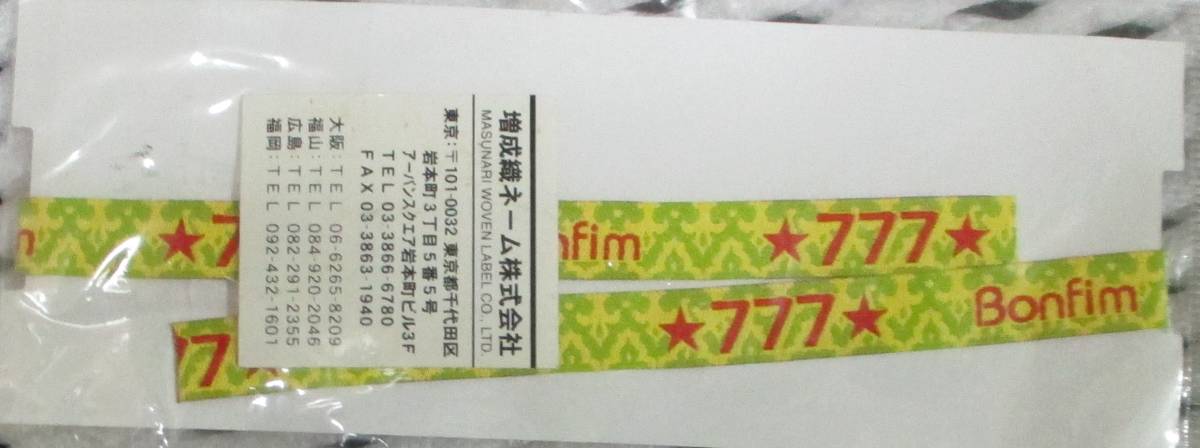 増成織ネーム株式会社
MASUNARI WOVEN LABEL CO., LTD.
東京:〒101-0032 東京都千代田区
岩本町3丁目5番5号
アーバンスクエア岩本町ビル3F
TEL 03-3866-6780
FAX 03-3863-1940
大阪:TEL 06-6265-8209
福山:TEL 084-920-2046
広島:TEL 082-291-2355
福岡:TEL 092-432-1601
m ★7 nfim ★777★
7★ ★777★ Bonfim